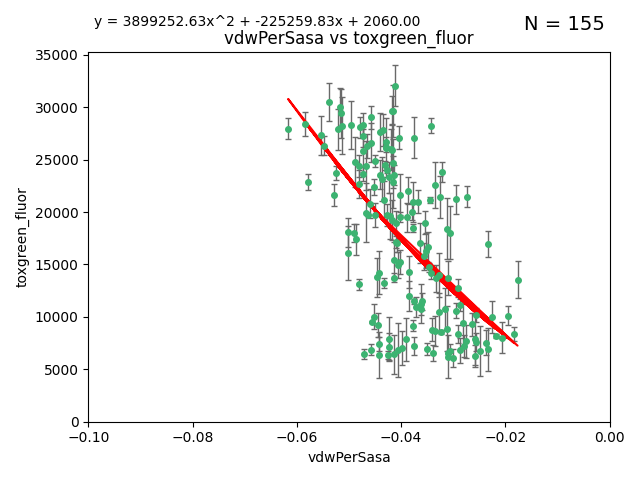 y = 3899252.63x^2 + -225259.83x + 2060.00
N = 155
vdwPerSasa vs toxgreen_fluor
35000
30000
25000
20000
15000
10000
5000
0
toxgreen_fluor
−0.10 −0.08 −0.06 −0.04 −0.02 0.00
vdwPerSasa